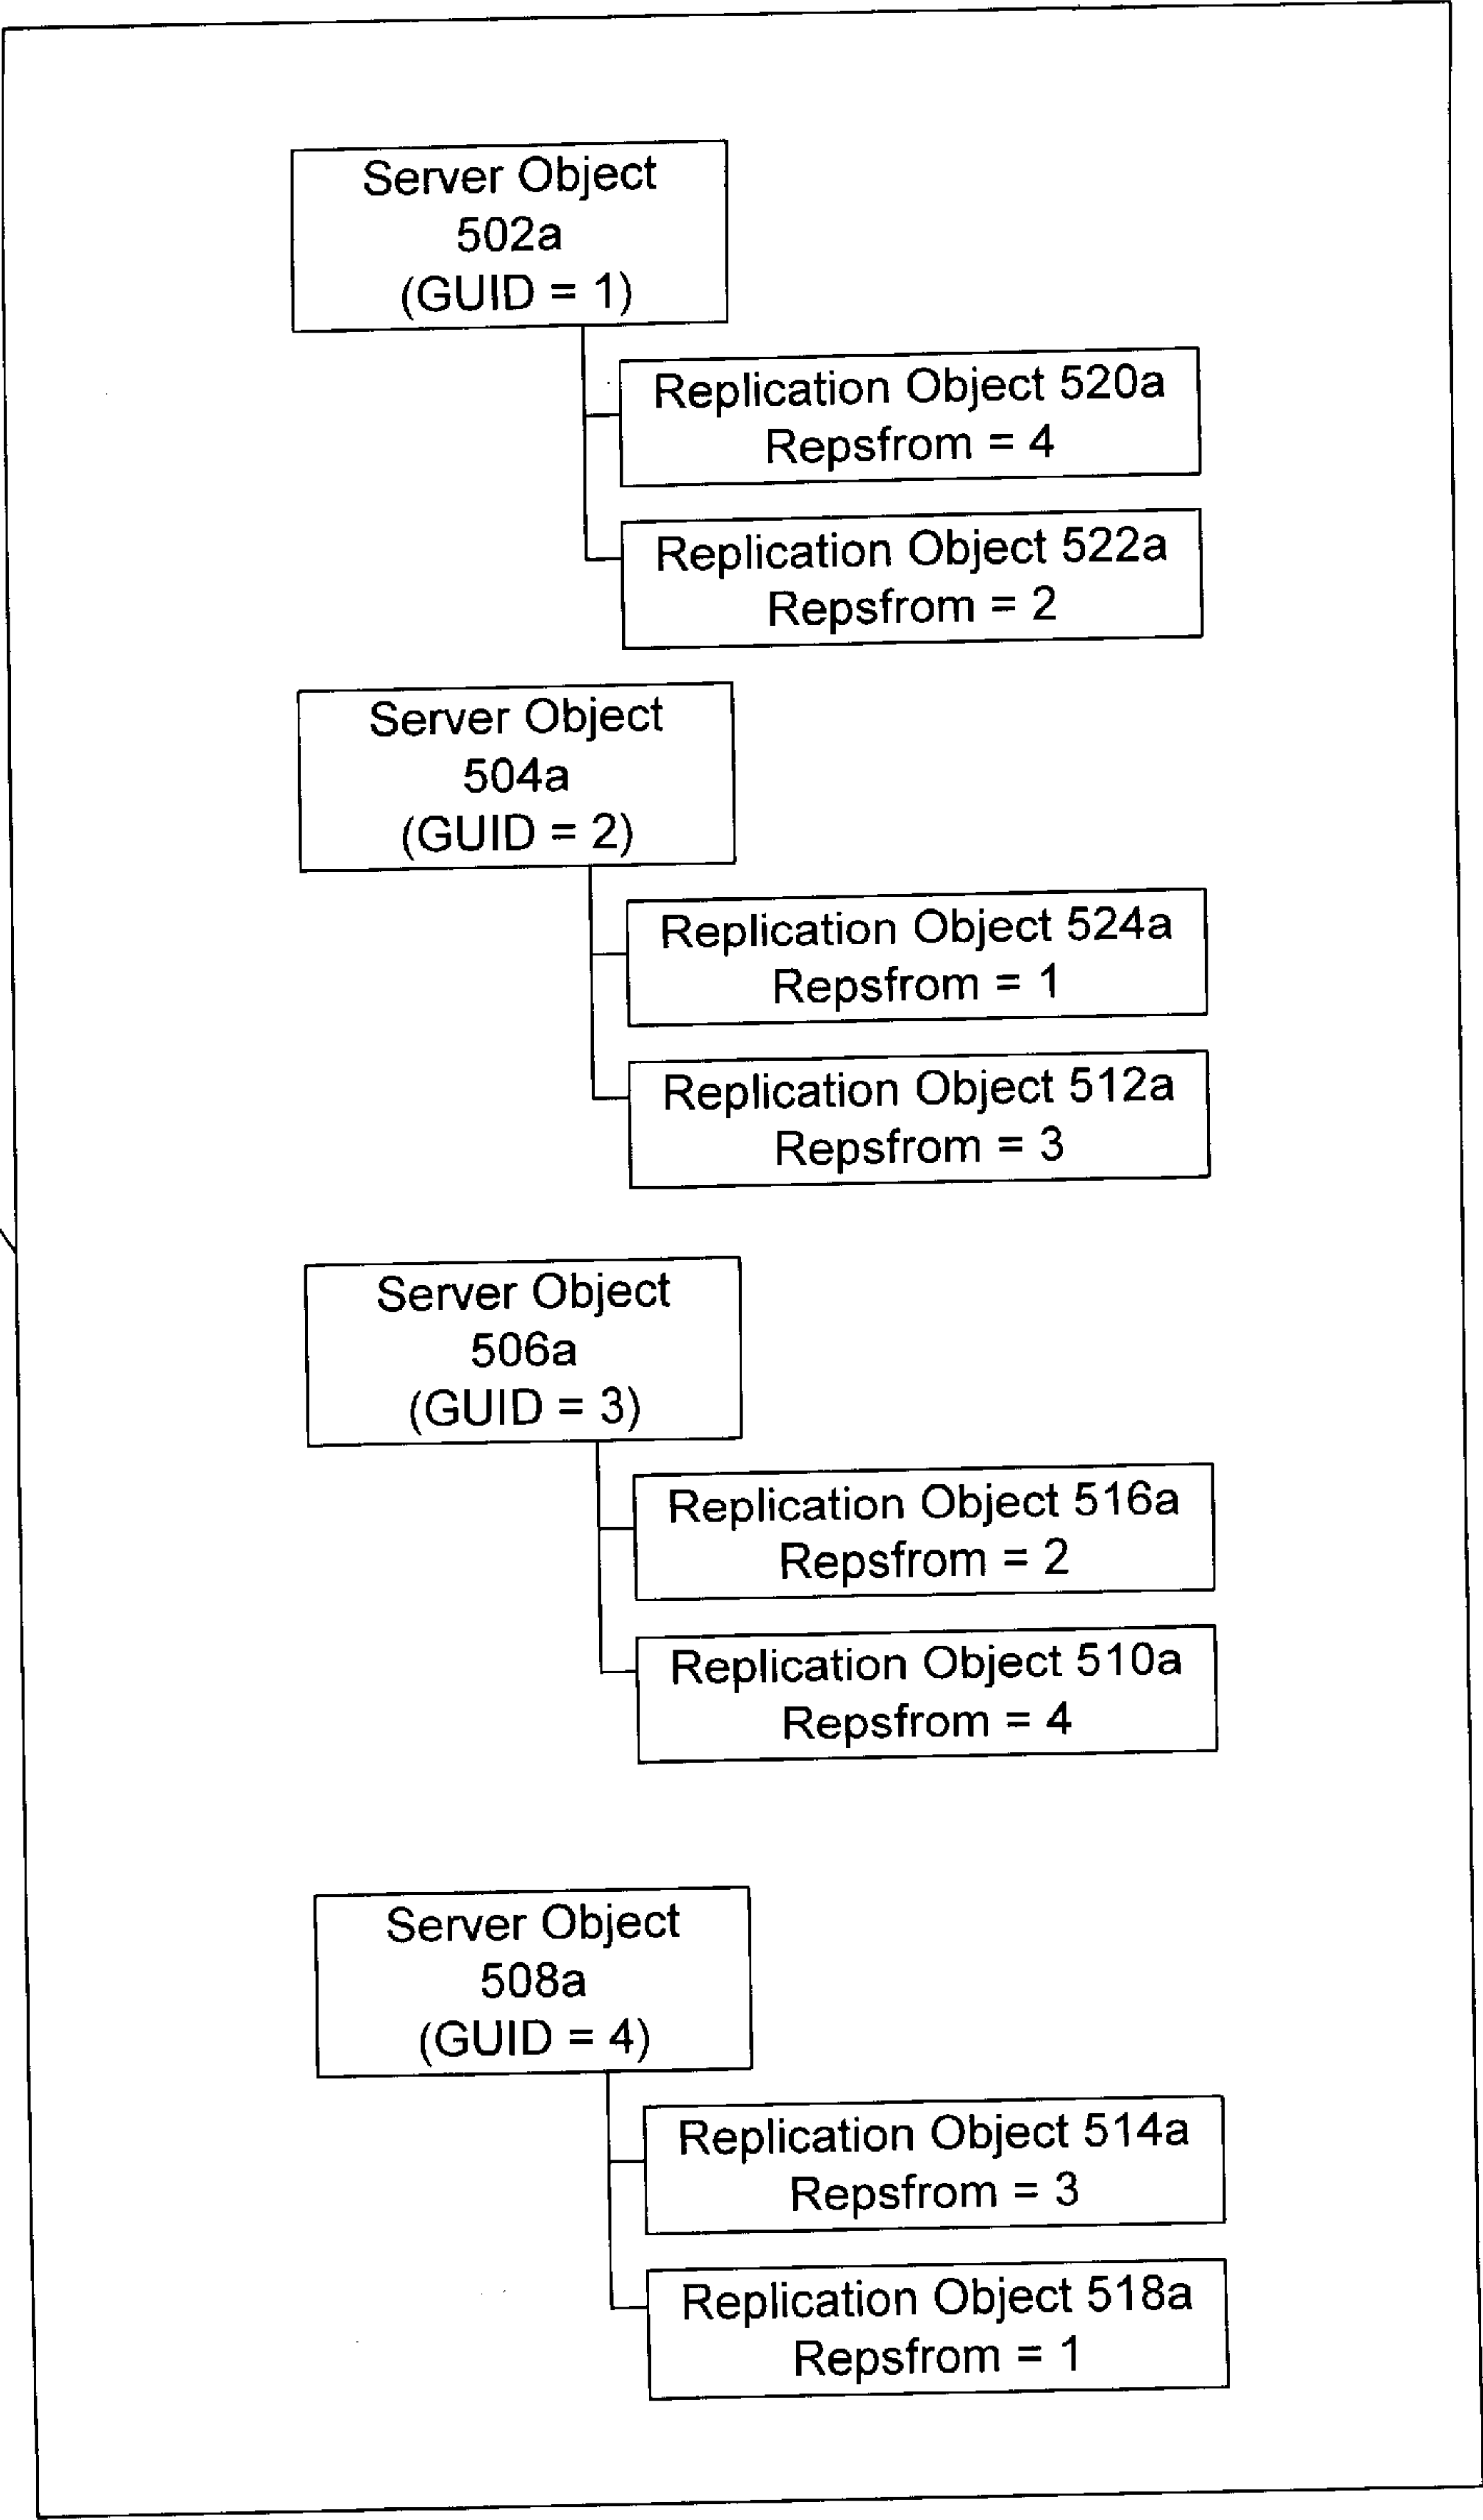 Server Object
502a
(GUID = 1)
Replication Object 520a
Repsfrom = 4
Replication Object 522a
Repsfrom = 2
Server Object
504a
(GUID = 2)
Replication Object 524a
Repsfrom = 1
Replication Object 512a
Repsfrom = 3
Server Object
506a
(GUID = 3)
Replication Object 516a
Repsfrom = 2
Replication Object 510a
Repsfrom = 4
Server Object
508a
(GUID = 4)
Replication Object 514a
Repsfrom = 3
Replication Object 518a
Repsfrom = 1